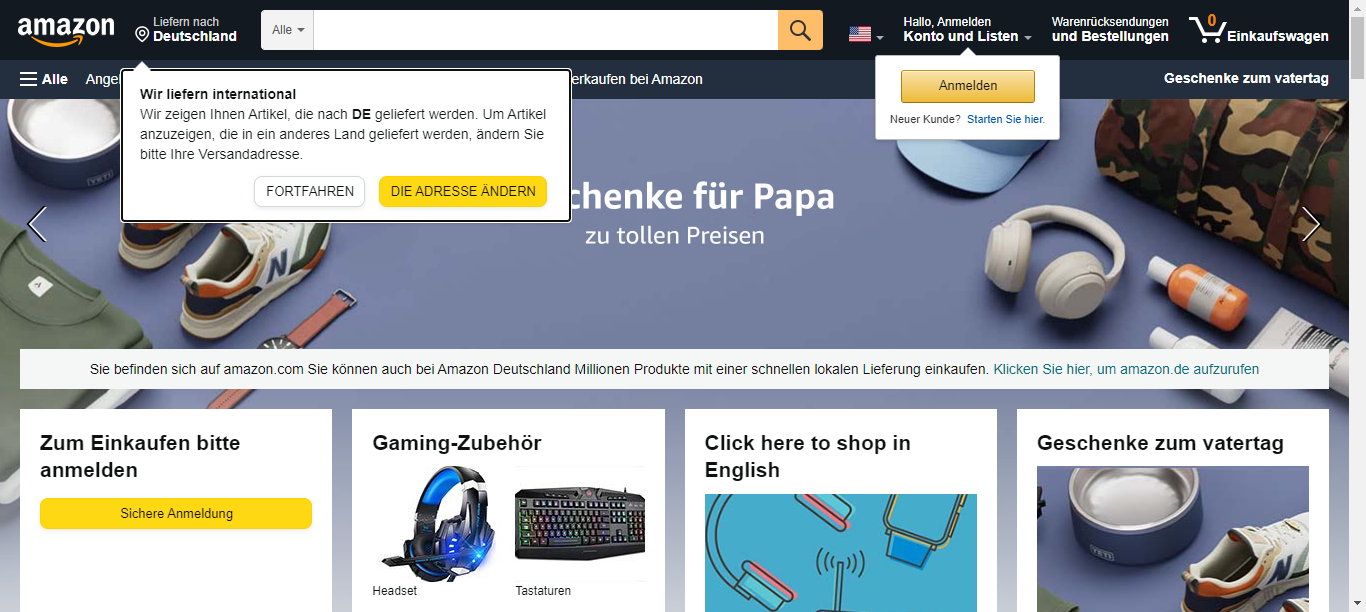 amazon
Liefern nach
Deutschland
Alle
Hallo, Anmelden
Konto und Listen
Warenrücksendungen
und Bestellungen
0
Einkaufswagen
Alle
Ange
erkaufen bei Amazon
Geschenke zum vatertag
Wir liefern international
Wir zeigen Ihnen Artikel, die nach DE geliefert werden. Um Artikel
anzuzeigen, die in ein anderes Land geliefert werden, ändern Sie
bitte Ihre Versandadresse.
FORTFAHREN
DIE ADRESSE ÄNDERN
Anmelden
Neuer Kunde? Starten Sie hier.
chenke für Papa
zu tollen Preisen
Sie befinden sich auf amazon.com Sie können auch bei Amazon Deutschland Millionen Produkte mit einer schnellen lokalen Lieferung einkaufen. Klicken Sie hier, um amazon.de aufzurufen
Zum Einkaufen bitte
anmelden
Sichere Anmeldung
Gaming-Zubehör
Headset
Tastaturen
Click here to shop in
English
Geschenke zum vatertag
YETI